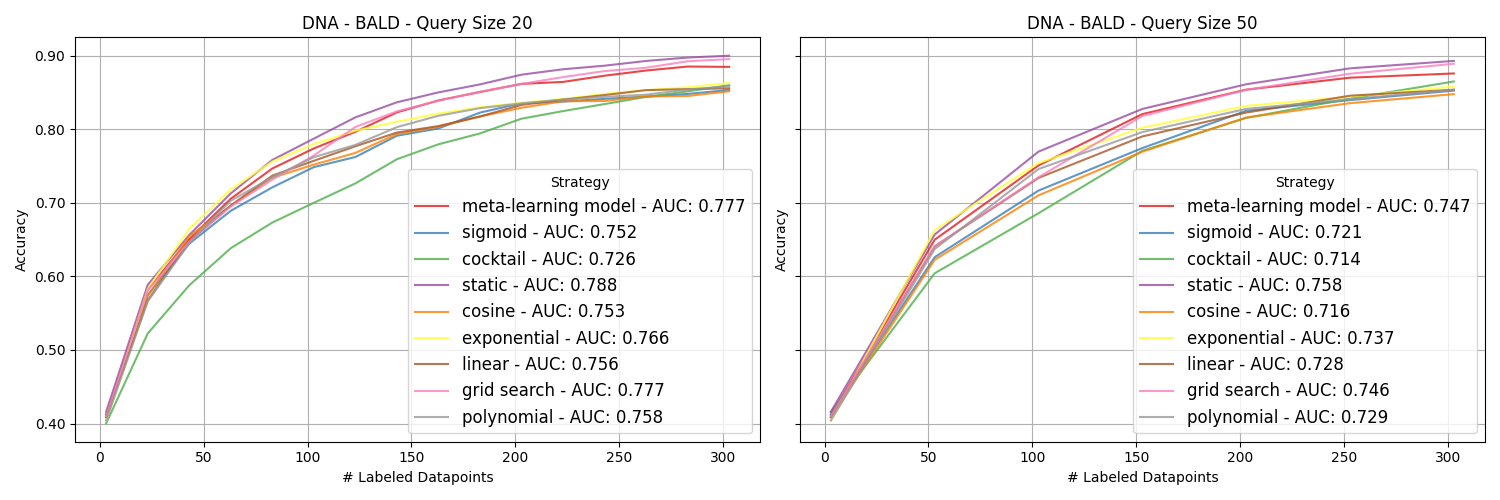 DNA - BALD - Query Size 20
0.90
0.80
0.70
0.60
0.50
0.40
Accuracy
0 50 100 150 200 250 300
# Labeled Datapoints
Strategy
meta-learning model - AUC: 0.777
sigmoid - AUC: 0.752
cocktail - AUC: 0.726
static - AUC: 0.788
cosine - AUC: 0.753
exponential - AUC: 0.766
linear - AUC: 0.756
grid search - AUC: 0.777
polynomial - AUC: 0.758
DNA - BALD - Query Size 50
Accuracy
0 50 100 150 200 250 300
# Labeled Datapoints
Strategy
meta-learning model - AUC: 0.747
sigmoid - AUC: 0.721
cocktail - AUC: 0.714
static - AUC: 0.758
cosine - AUC: 0.716
exponential - AUC: 0.737
linear - AUC: 0.728
grid search - AUC: 0.746
polynomial - AUC: 0.729